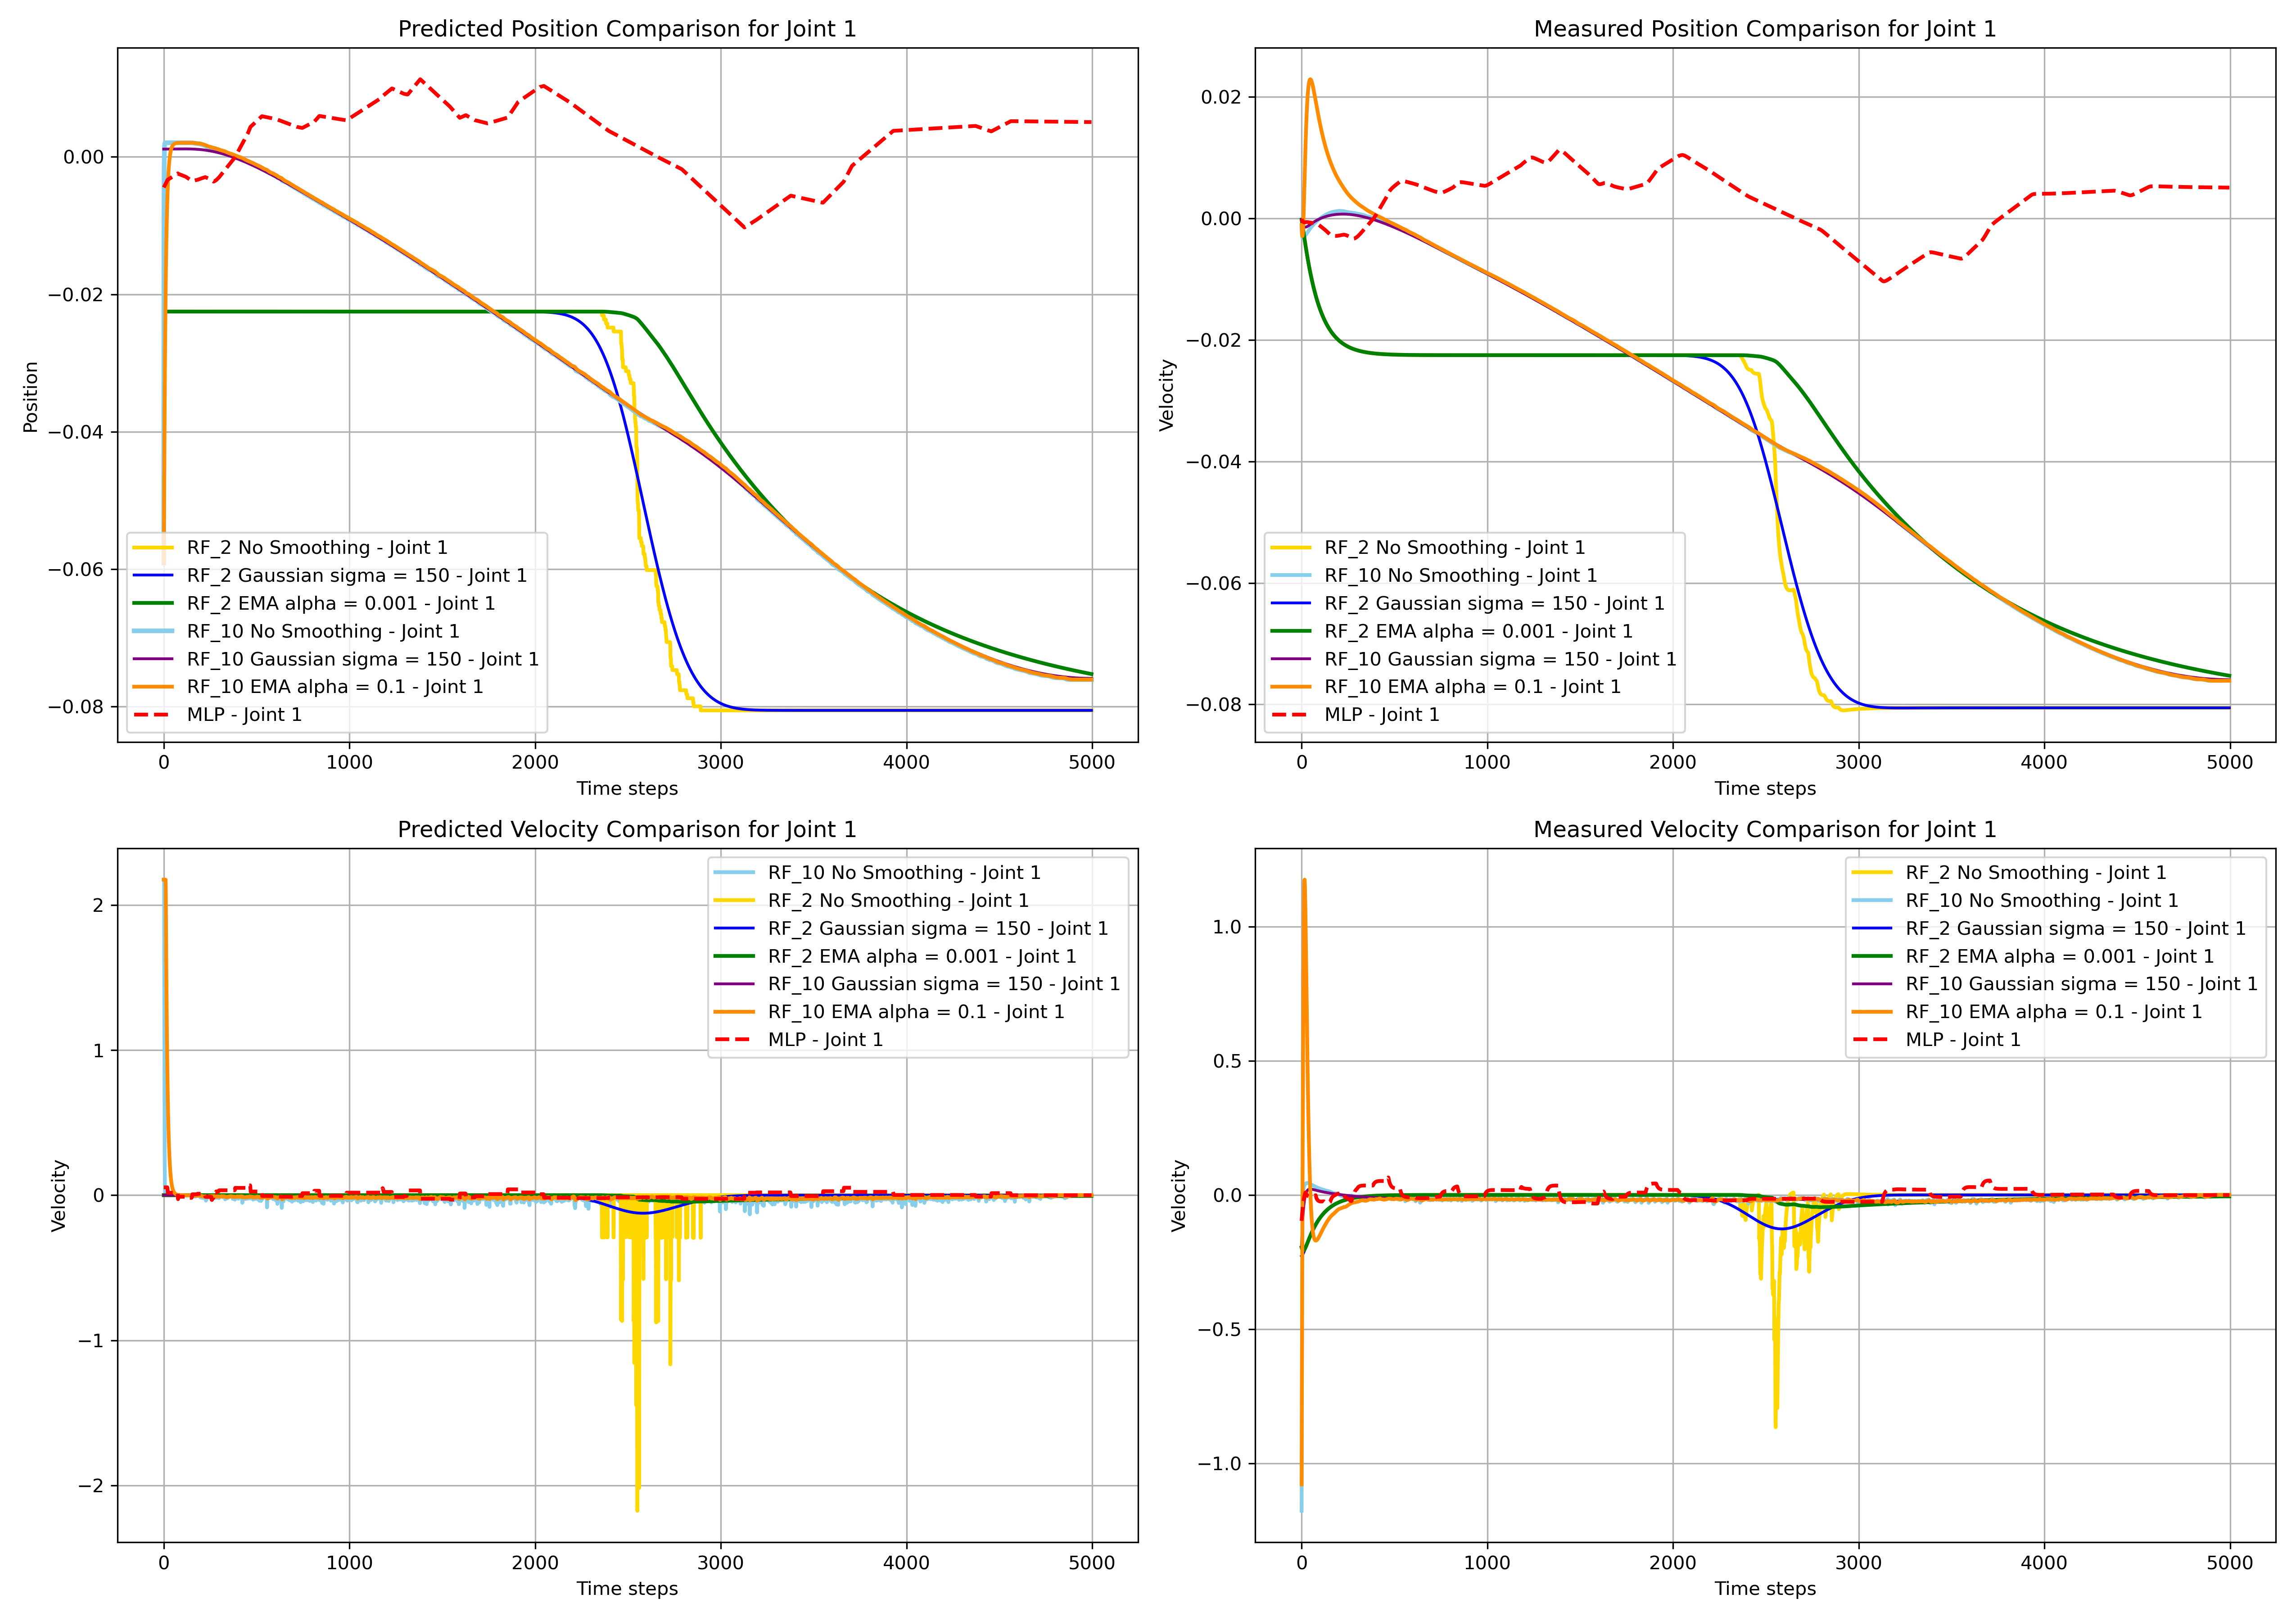 Predicted Position Comparison for Joint 1
Position
0.00
−0.02
−0.04
−0.06
−0.08
RF_2 No Smoothing - Joint 1
RF_2 Gaussian sigma = 150 - Joint 1
RF_2 EMA alpha = 0.001 - Joint 1
RF_10 No Smoothing - Joint 1
RF_10 Gaussian sigma = 150 - Joint 1
RF_10 EMA alpha = 0.1 - Joint 1
MLP - Joint 1
0 1000 2000 3000 4000 5000
Time steps
Measured Position Comparison for Joint 1
Velocity
0.02
0.00
−0.02
−0.04
−0.06
−0.08
RF_2 No Smoothing - Joint 1
RF_10 No Smoothing - Joint 1
RF_2 Gaussian sigma = 150 - Joint 1
RF_2 EMA alpha = 0.001 - Joint 1
RF_10 Gaussian sigma = 150 - Joint 1
RF_10 EMA alpha = 0.1 - Joint 1
MLP - Joint 1
0 1000 2000 3000 4000 5000
Time steps
Predicted Velocity Comparison for Joint 1
Velocity
2
1
0
−1
−2
RF_10 No Smoothing - Joint 1
RF_2 No Smoothing - Joint 1
RF_2 Gaussian sigma = 150 - Joint 1
RF_2 EMA alpha = 0.001 - Joint 1
RF_10 Gaussian sigma = 150 - Joint 1
RF_10 EMA alpha = 0.1 - Joint 1
MLP - Joint 1
0 1000 2000 3000 4000 5000
Time steps
Measured Velocity Comparison for Joint 1
Velocity
1.0
0.5
0.0
−0.5
−1.0
RF_2 No Smoothing - Joint 1
RF_10 No Smoothing - Joint 1
RF_2 Gaussian sigma = 150 - Joint 1
RF_2 EMA alpha = 0.001 - Joint 1
RF_10 Gaussian sigma = 150 - Joint 1
RF_10 EMA alpha = 0.1 - Joint 1
MLP - Joint 1
0 1000 2000 3000 4000 5000
Time steps